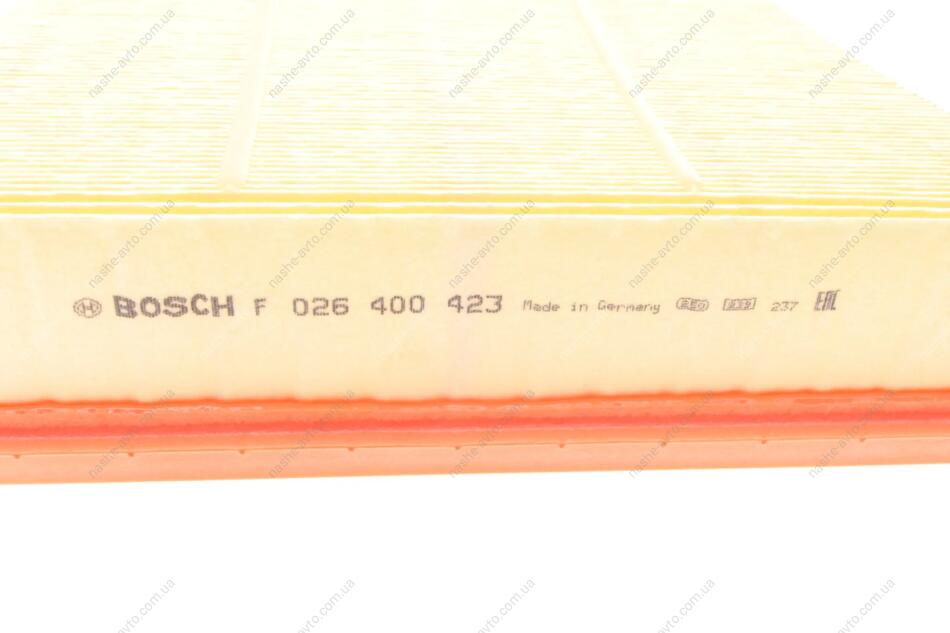 BOSCH F 026 400 423 Made in Germany 237 EAC
nashe-avto.com.ua